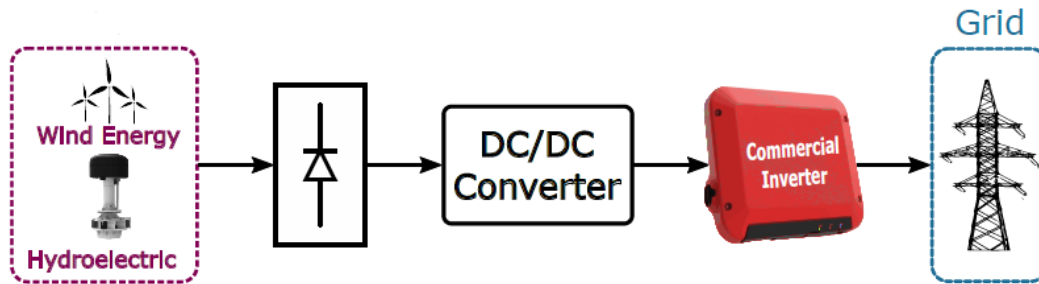 Grid
Wind Energy
Hydroelectric
DC/DC
Converter
Commercial
Inverter